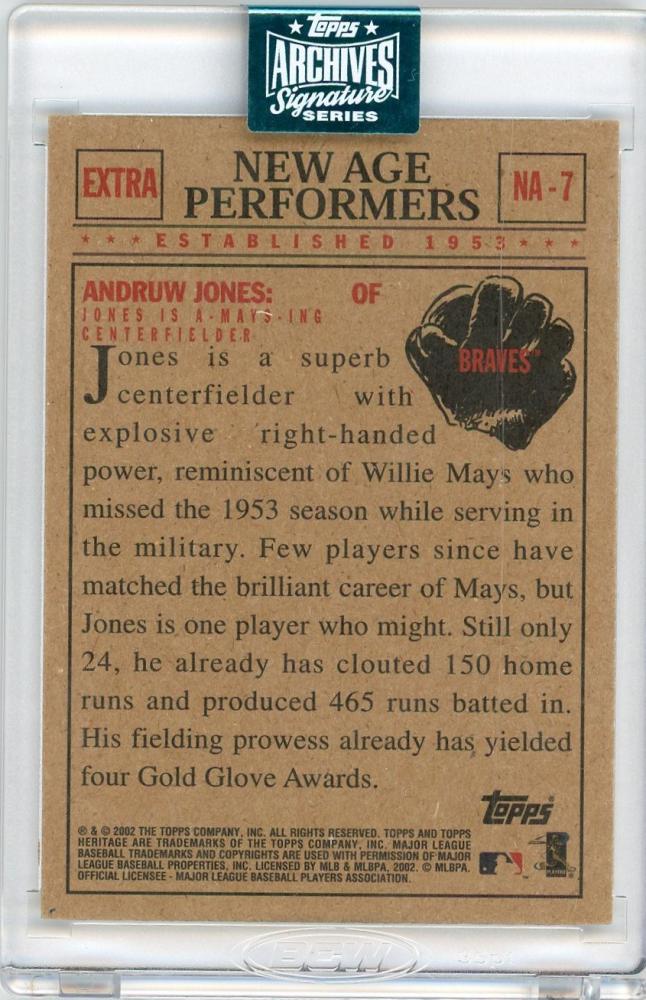 Topps
ARCHIVES
Signature
SERIES
EXTRA
NEW AGE
PERFORMERS
NA-7
ESTABLISHED 1953
ANDRUW JONES: OF
JONES IS A-MAYS-ING
CENTERFIELDER
BRAVES™
Jones is a superb
centerfielder with
explosive right-handed
power, reminiscent of Willie Mays who
missed the 1953 season while serving in
the military. Few players since have
matched the brilliant career of Mays, but
Jones is one player who might. Still only
24, he already has clouted 150 home
runs and produced 465 runs batted in.
His fielding prowess already has yielded
four Gold Glove Awards.
Topps®
® & © 2002 THE TOPPS COMPANY, INC. ALL RIGHTS RESERVED. TOPPS AND TOPPS
HERITAGE ARE TRADEMARKS OF THE TOPPS COMPANY, INC. MAJOR LEAGUE
BASEBALL TRADEMARKS AND COPYRIGHTS ARE USED WITH PERMISSION OF MAJOR
LEAGUE BASEBALL PROPERTIES, INC. LICENSED BY MLB & MLBPA, 2002. © MLBPA.
OFFICIAL LICENSEE - MAJOR LEAGUE BASEBALL PLAYERS ASSOCIATION.
BCW
35pt